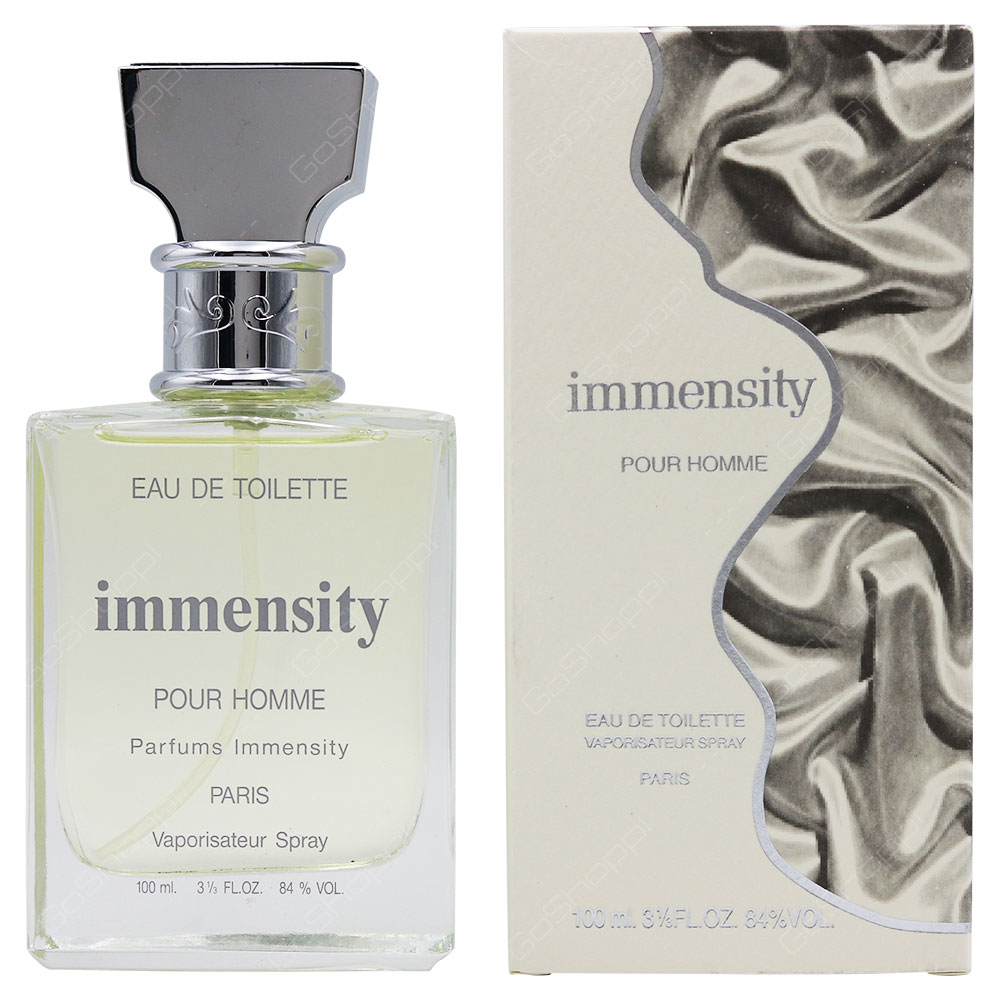 EAU DE TOILETTE
immensity
POUR HOMME
Parfums Immensity
PARIS
Vaporisateur Spray
100 ml. 3⅓ FL.OZ. 84 % VOL.
immensity
POUR HOMME
EAU DE TOILETTE
VAPORISATEUR SPRAY
PARIS
100 ml. 3⅓FL.OZ. 84%VOL.
GoShoppi